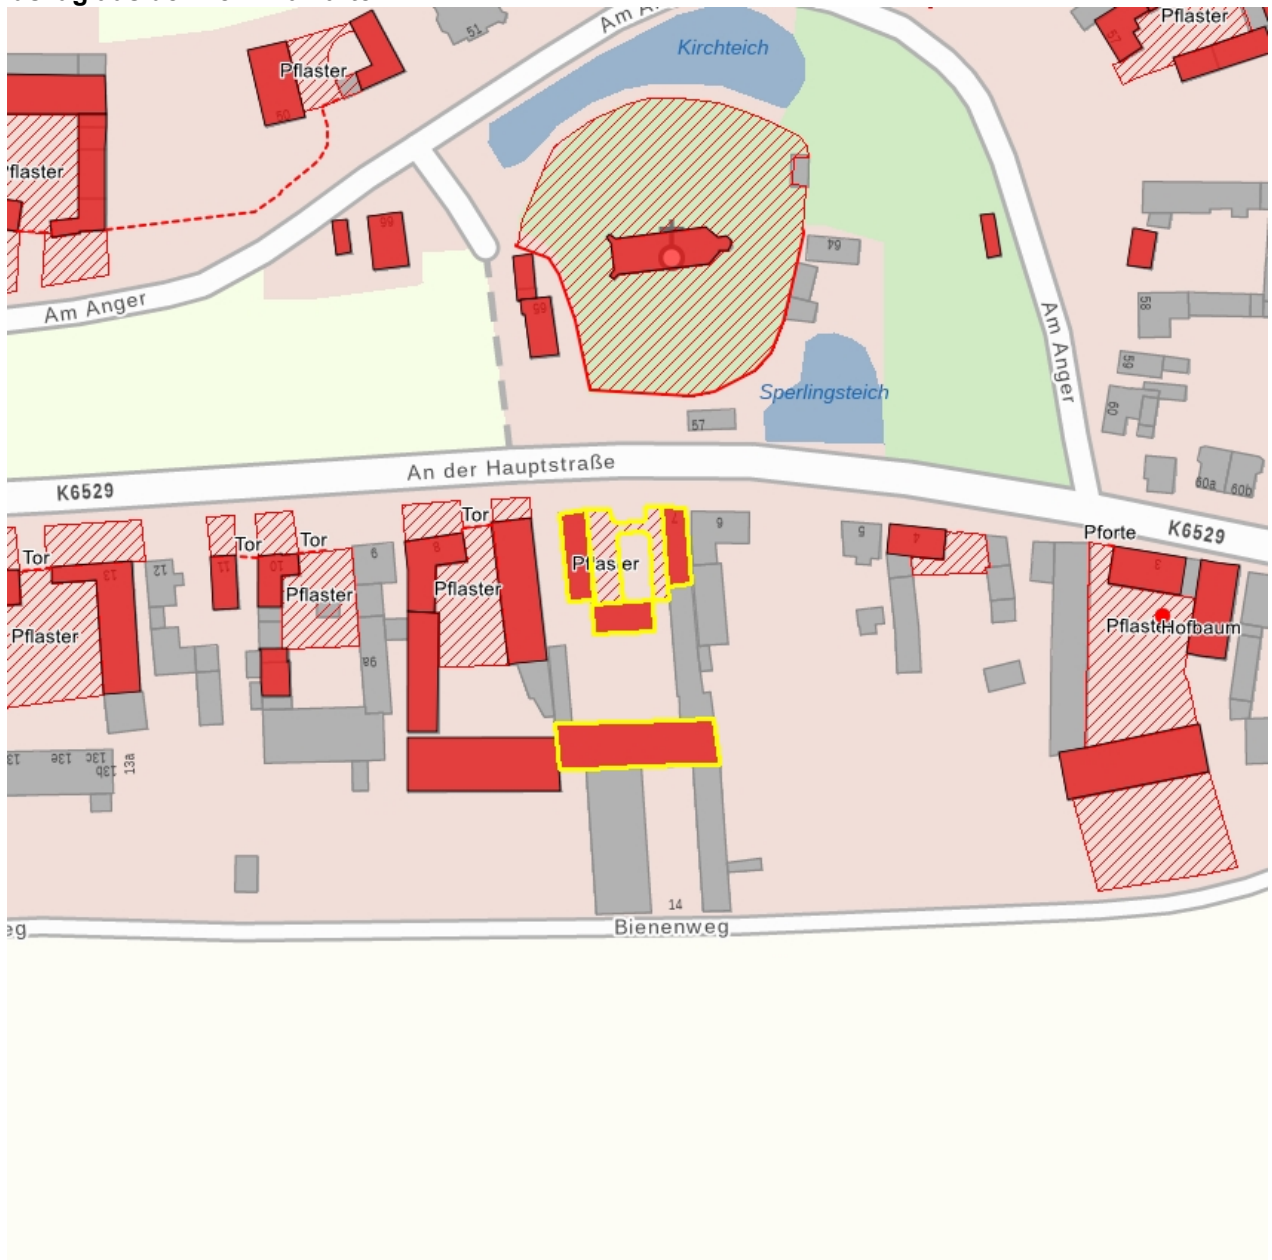 Am
51
Kirchteich
Pflaster
57
Pflaster
50
Pflaster
66
64
Am Anger
65
58
Am Anger
59
Sperlingsteich
60
57
An der Hauptstraße
K6529
60a
60b
K6529
Tor
Tor
Tor
Tor
Pforte
13
12
11
10
9
8
7
6
5
4
3
Pflaster
Pflaster
Pflaster
Pflaster
Hofbaum
Pflaster
9a
13e
13c
13b
13a
14
Bienenweg